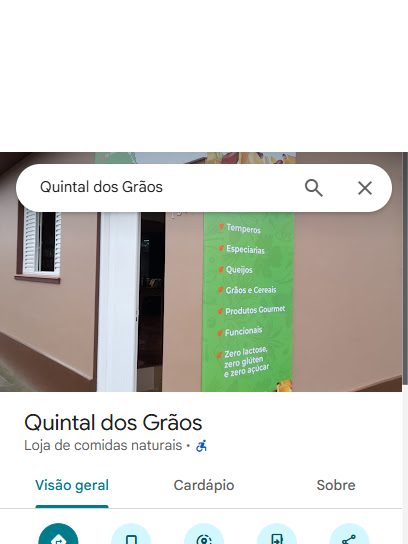 Quintal dos Grãos
Temperos
Especiarias
Queijos
Grãos e Cereais
Produtos Gourmet
Funcionais
Zero lactose,
zero glúten
e zero açúcar
Quintal dos Grãos
Loja de comidas naturais ·
Visão geral
Cardápio
Sobre